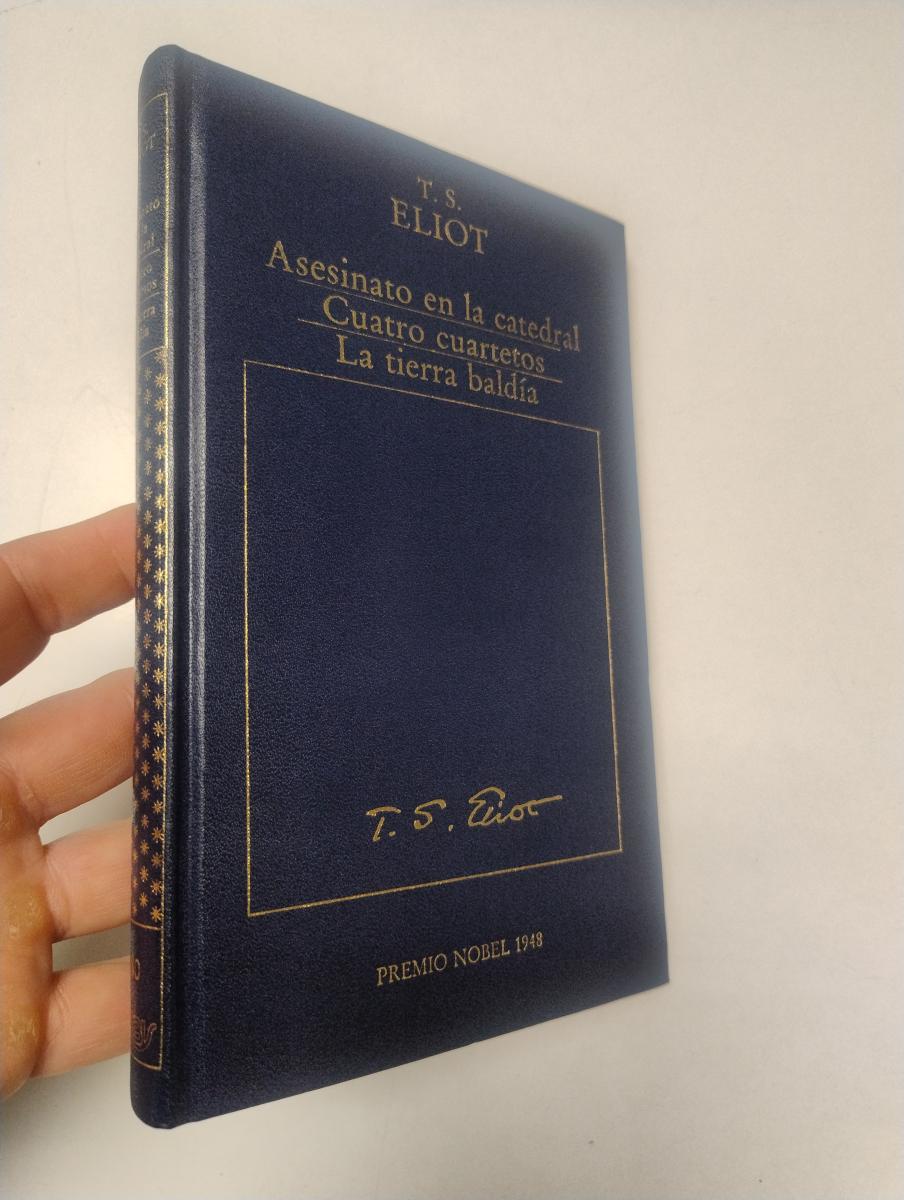 T. S.
ELIOT
Asesinato en la catedral
Cuatro cuartetos
La tierra baldía
T. S. Eliot
PREMIO NOBEL 1948